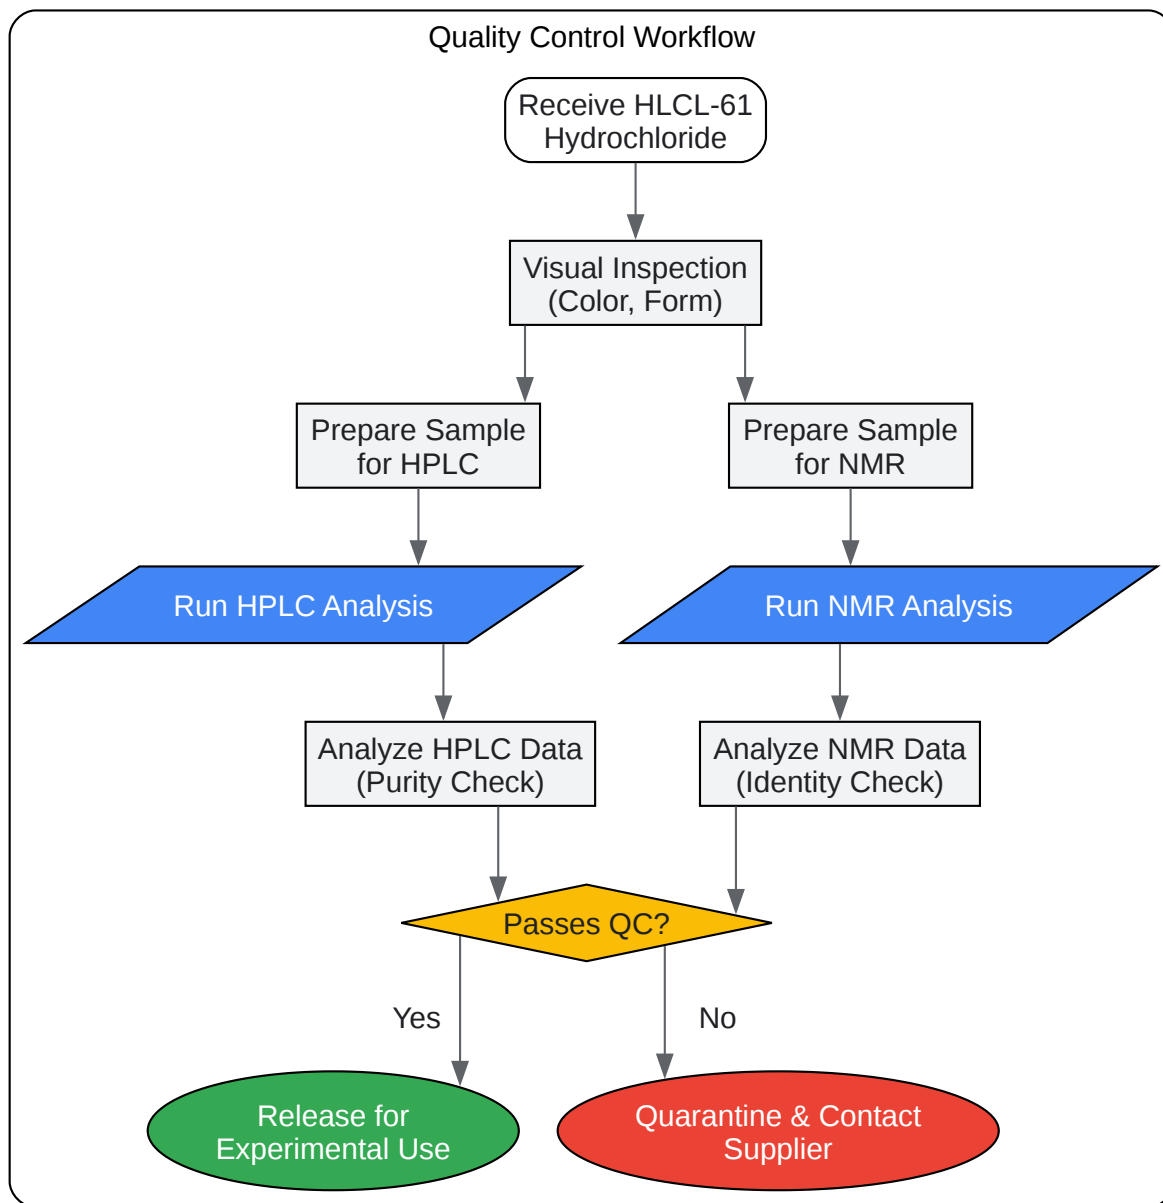 Quality Control Workflow
Receive HLCL-61
Hydrochloride
Visual Inspection
(Color, Form)
Prepare Sample
for HPLC
Prepare Sample
for NMR
Run HPLC Analysis
Run NMR Analysis
Analyze HPLC Data
(Purity Check)
Analyze NMR Data
(Identity Check)
Passes QC?
Yes
No
Release for
Experimental Use
Quarantine & Contact
Supplier